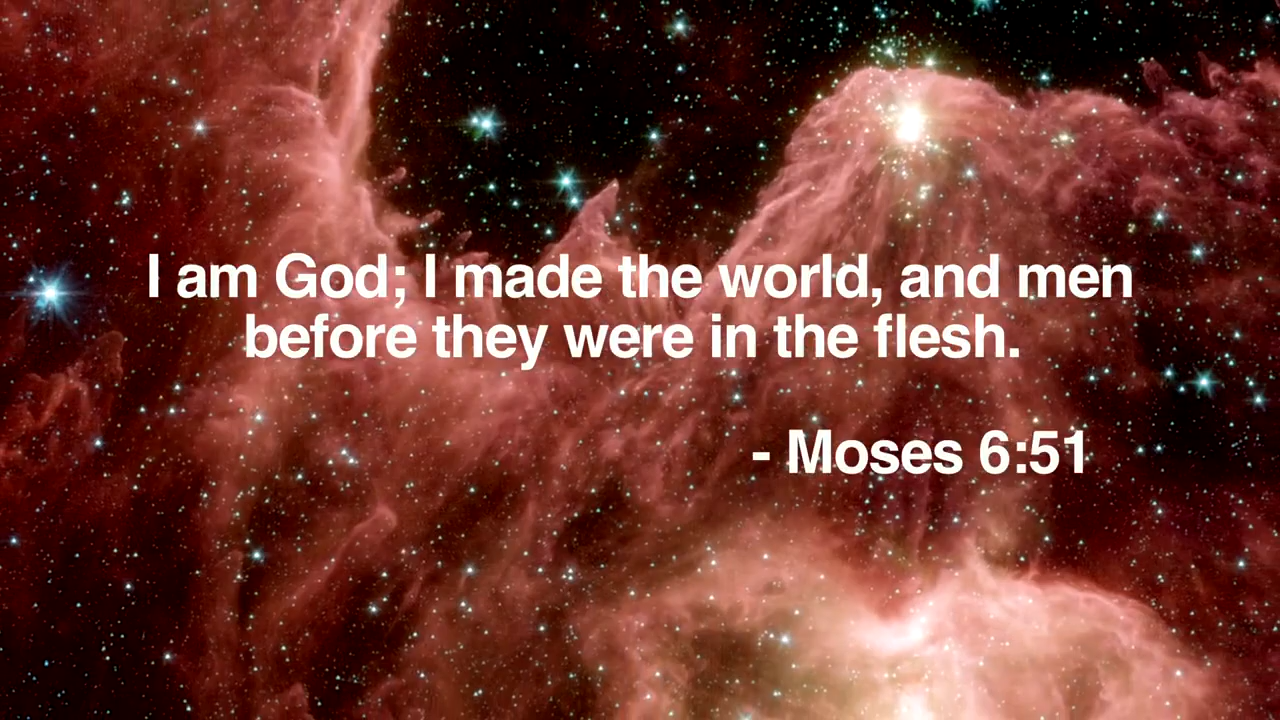 I am God; I made the world, and men
before they were in the flesh.
- Moses 6:51